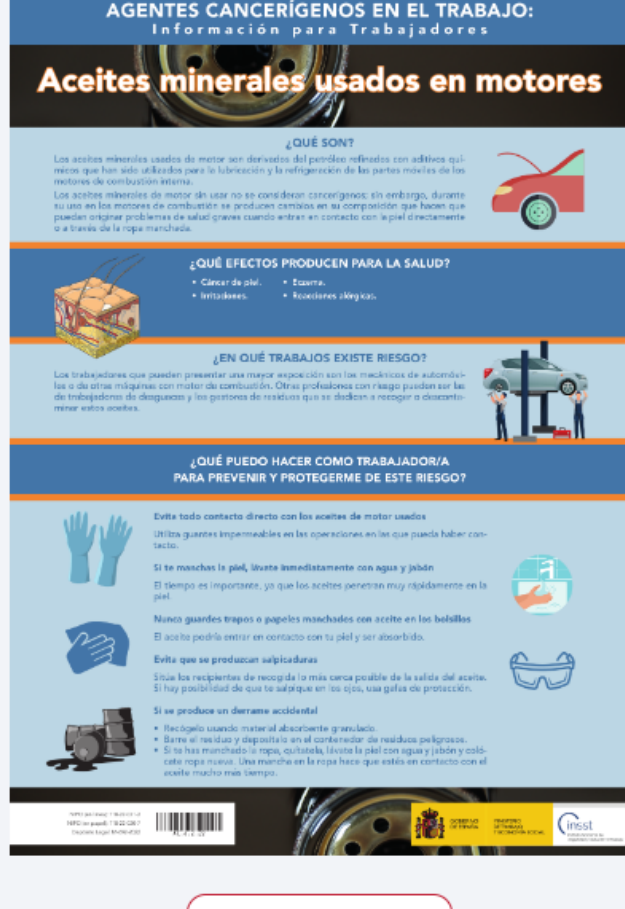 AGENTES CANCERÍGENOS EN EL TRABAJO:
Información para Trabajadores
Aceites minerales usados en motores
¿QUÉ SON?
Los aceites minerales usados de motor son derivados del petróleo refinados con aditivos quí-
micos que han sido utilizados para la lubricación y la refrigeración de las partes móviles de los
motores de combustión interna.
Los aceites minerales de motor sin usar no se consideran cancerígenos; sin embargo, durante
su uso en los motores de combustión se producen cambios en su composición que hacen que
puedan originar problemas de salud graves cuando entran en contacto con la piel directamente
o a través de la ropa manchada.
¿QUÉ EFECTOS PRODUCEN PARA LA SALUD?
• Cáncer de piel.
• Eczema.
• Irritaciones.
• Reacciones alérgicas.
¿EN QUÉ TRABAJOS EXISTE RIESGO?
Los trabajadores que pueden presentar una mayor exposición son los mecánicos de automóvi-
les o de otras máquinas con motor de combustión. Otras profesiones con riesgo pueden ser las
de trabajadores de desguaces y los gestores de residuos que se dedican a recoger o desconta-
minar estos aceites.
¿QUÉ PUEDO HACER COMO TRABAJADOR/A
PARA PREVENIR Y PROTEGERME DE ESTE RIESGO?
Evite todo contacto directo con los aceites de motor usados
Utiliza guantes impermeables en las operaciones en las que pueda haber con-
tacto.
Si te manchas la piel, lávate inmediatamente con agua y jabón
El tiempo es importante, ya que los aceites penetran muy rápidamente en la
piel.
Nunca guardes trapos o papeles manchados con aceite en los bolsillos
El aceite podría entrar en contacto con tu piel y ser absorbido.
Evita que se produzcan salpicaduras
Sitúa los recipientes de recogida lo más cerca posible de la salida del aceite.
Si hay posibilidad de que te salpique en los ojos, usa gafas de protección.
Si se produce un derrame accidental
• Recógelo usando material absorbente granulado.
• Barre el residuo y deposítalo en el contenedor de residuos peligrosos.
• Si te has manchado la ropa, quítatela, lávate la piel con agua y jabón y coló-
cate ropa nueva. Una mancha en la ropa hace que estés en contacto con el
aceite mucho más tiempo.
GOBIERNO
DE ESPAÑA
MINISTERIO
DE TRABAJO
Y ECONOMÍA SOCIAL
insst